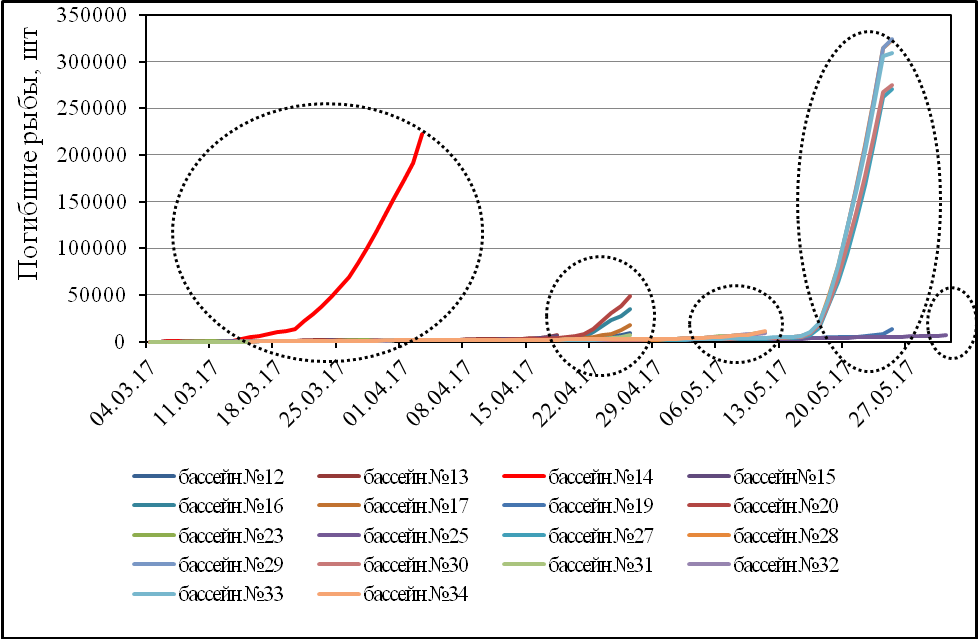 Погибшие рыбы, шт
350000
300000
250000
200000
150000
100000
50000
0
04.03.17 11.03.17 18.03.17 25.03.17 01.04.17 08.04.17 15.04.17 22.04.17 29.04.17 06.05.17 13.05.17 20.05.17 27.05.17
бассейн.№12 бассейн.№13 бассейн.№14 бассейн.№15
бассейн.№16 бассейн.№17 бассейн.№19 бассейн.№20
бассейн.№23 бассейн.№25 бассейн.№27 бассейн.№28
бассейн.№29 бассейн.№30 бассейн.№31 бассейн.№32
бассейн.№33 бассейн.№34